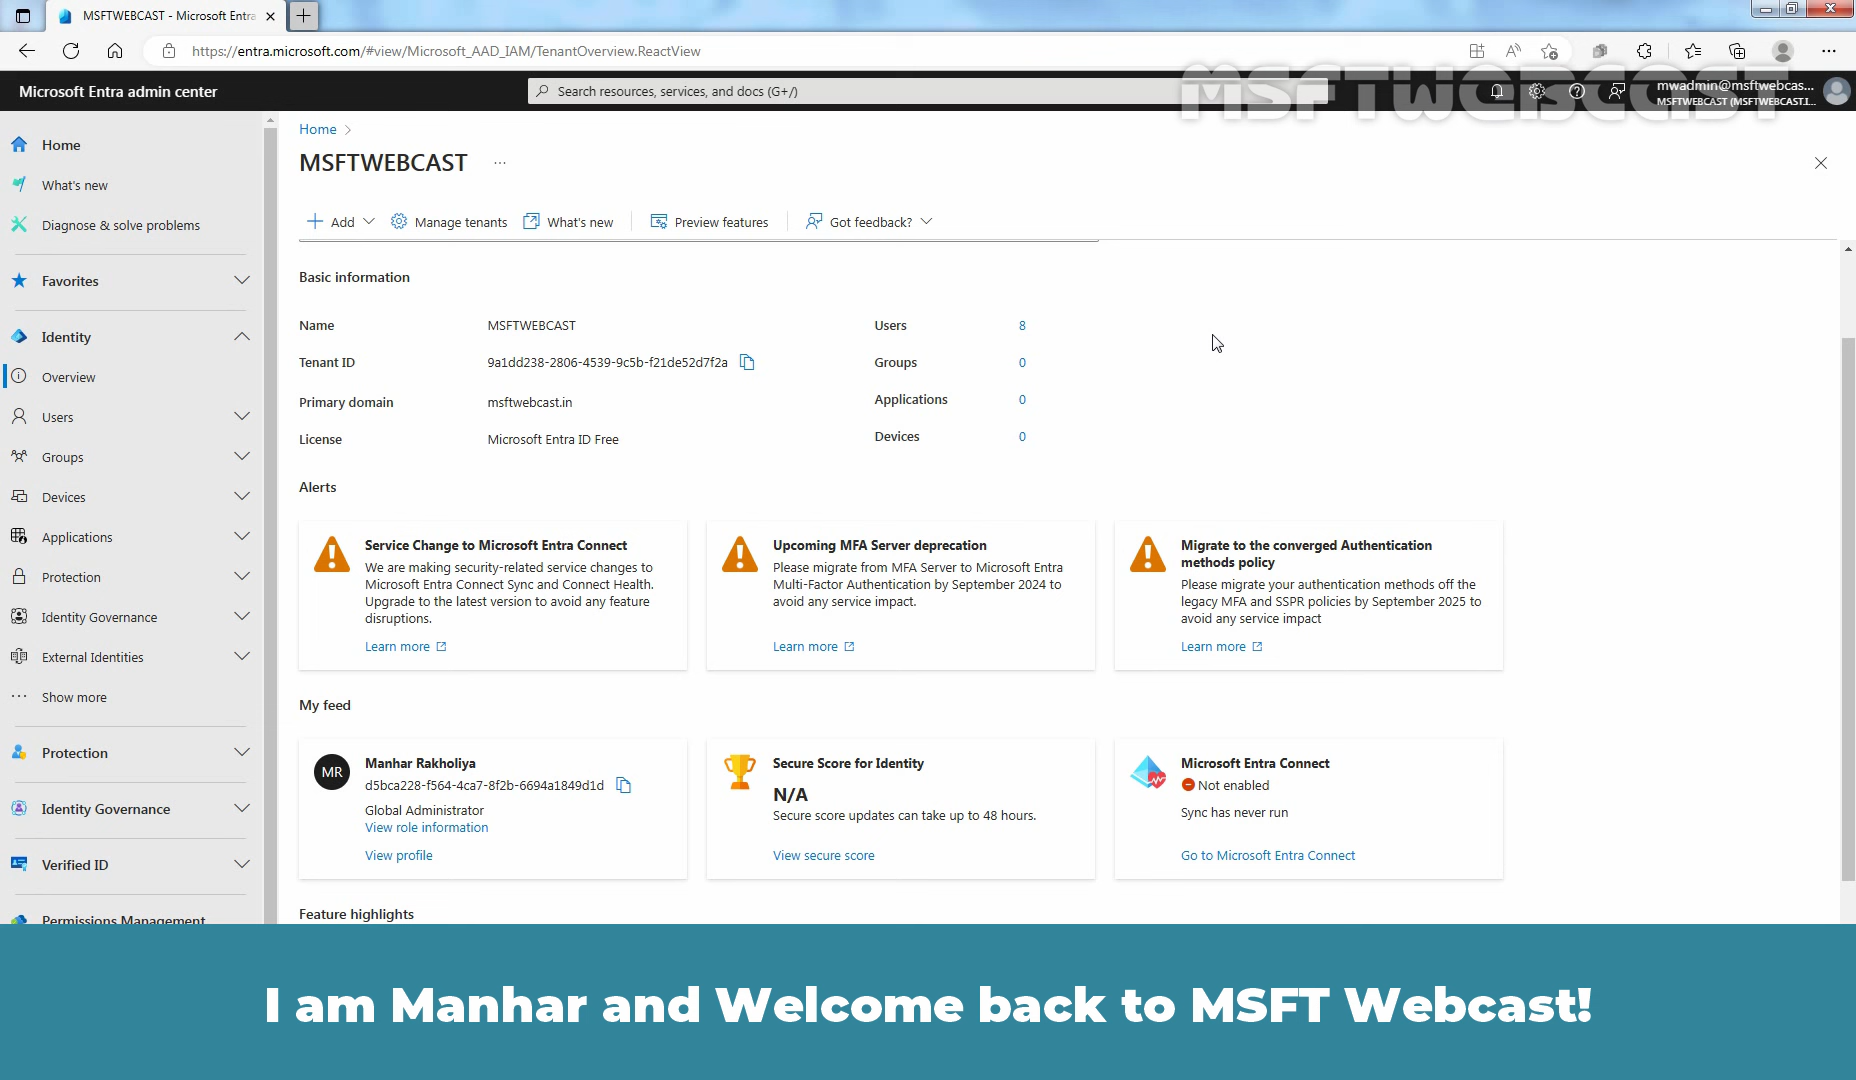 MSFTWEBCAST - Microsoft Entra
https://entra.microsoft.com/#view/Microsoft_AAD_IAM/TenantOverview.ReactView
Microsoft Entra admin center
Search resources, services, and docs (G+/)
MSFTWEBCAST
mwadmin@msftwebcas...
MSFTWEBCAST (MSFTWEBCAST.I...
Home
What's new
Diagnose & solve problems
Favorites
Identity
Overview
Users
Groups
Devices
Applications
Protection
Identity Governance
External Identities
Show more
Protection
Identity Governance
Verified ID
Permissions Management
Home
MSFTWEBCAST ...
Add
Manage tenants
What's new
Preview features
Got feedback?
Basic information
Name MSFTWEBCAST Users 8
Tenant ID 9a1dd238-2806-4539-9c5b-f21de52d7f2a Groups 0
Primary domain msftwebcast.in Applications 0
License Microsoft Entra ID Free Devices 0
Alerts
Service Change to Microsoft Entra Connect
We are making security-related service changes to
Microsoft Entra Connect Sync and Connect Health.
Upgrade to the latest version to avoid any feature
disruptions.
Learn more
Upcoming MFA Server deprecation
Please migrate from MFA Server to Microsoft Entra
Multi-Factor Authentication by September 2024 to
avoid any service impact.
Learn more
Migrate to the converged Authentication
methods policy
Please migrate your authentication methods off the
legacy MFA and SSPR policies by September 2025 to
avoid any service impact
Learn more
My feed
MR
Manhar Rakholiya
d5bca228-f564-4ca7-8f2b-6694a1849d1d
Global Administrator
View role information
View profile
Secure Score for Identity
N/A
Secure score updates can take up to 48 hours.
View secure score
Microsoft Entra Connect
Not enabled
Sync has never run
Go to Microsoft Entra Connect
Feature highlights
I am Manhar and Welcome back to MSFT Webcast!